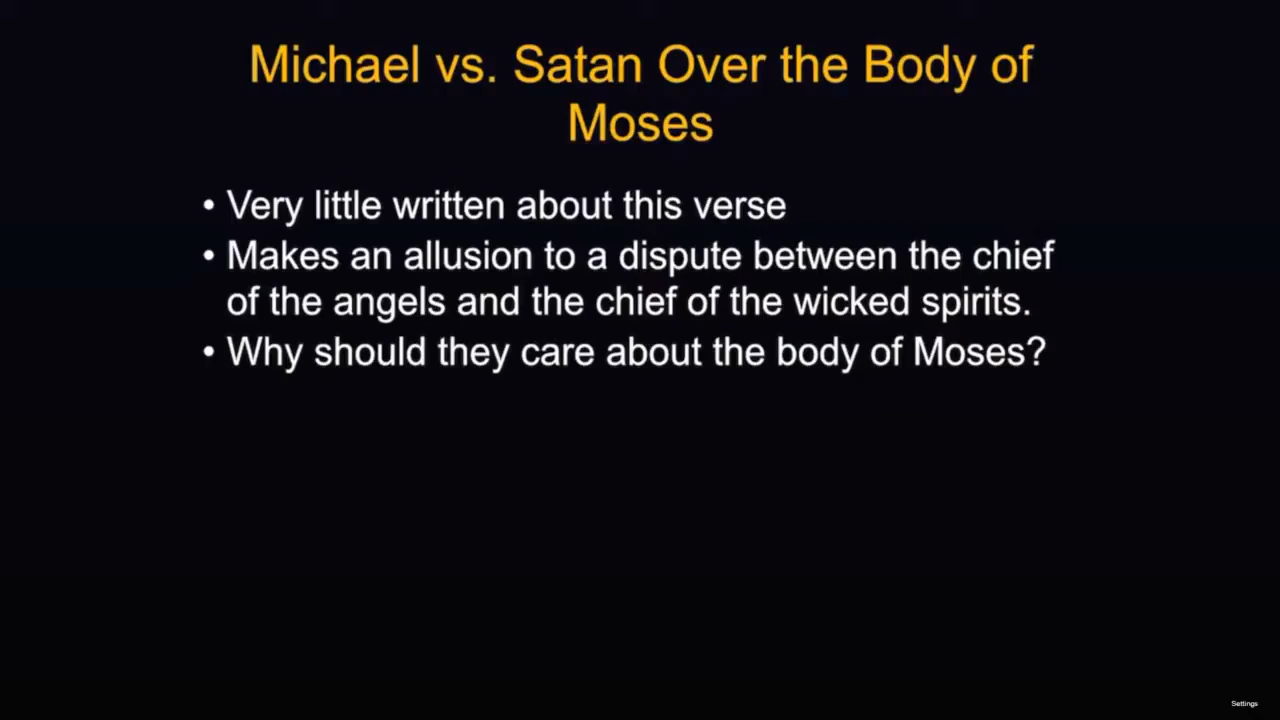 Michael vs. Satan Over the Body of
Moses
• Very little written about this verse
• Makes an allusion to a dispute between the chief
of the angels and the chief of the wicked spirits.
• Why should they care about the body of Moses?
Settings